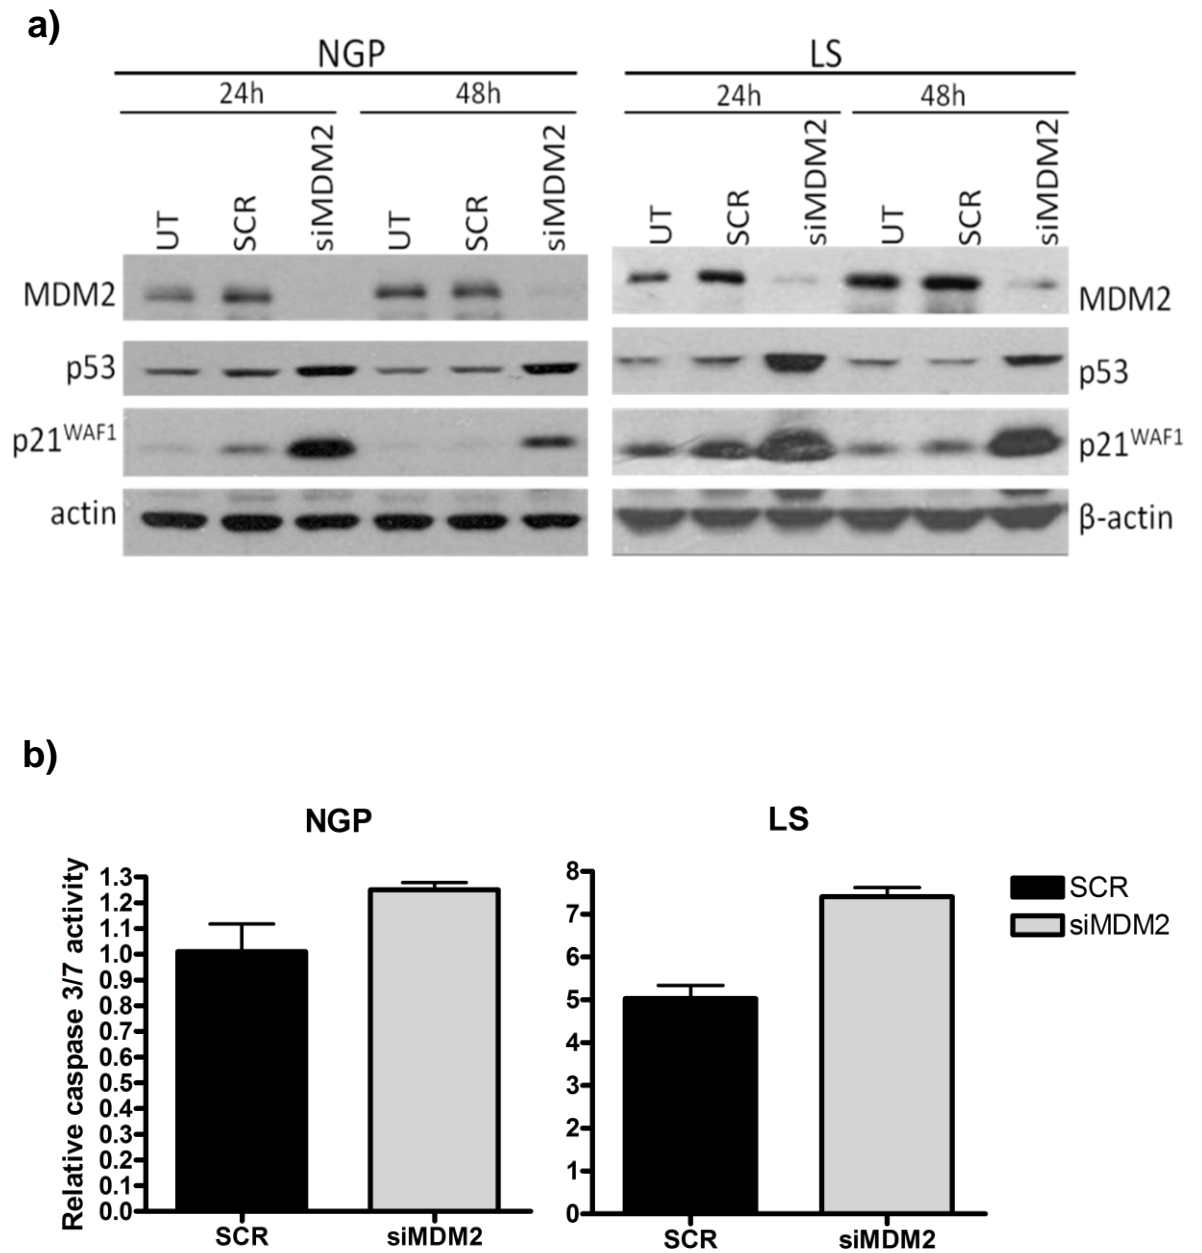 a)
NGP
LS
24h
48h
24h
48h
UT
SCR
siMDM2
UT
SCR
siMDM2
UT
SCR
siMDM2
UT
SCR
siMDM2
MDM2
MDM2
p53
p53
p21WAF1
p21WAF1
actin
β-actin
b)
NGP
LS
Relative caspase 3/7 activity
1.3
1.2
1.1
1.0
0.9
0.8
0.7
0.6
0.5
0.4
0.3
0.2
0.1
0.0
SCR
siMDM2
8
7
6
5
4
3
2
1
0
SCR
siMDM2
SCR
siMDM2